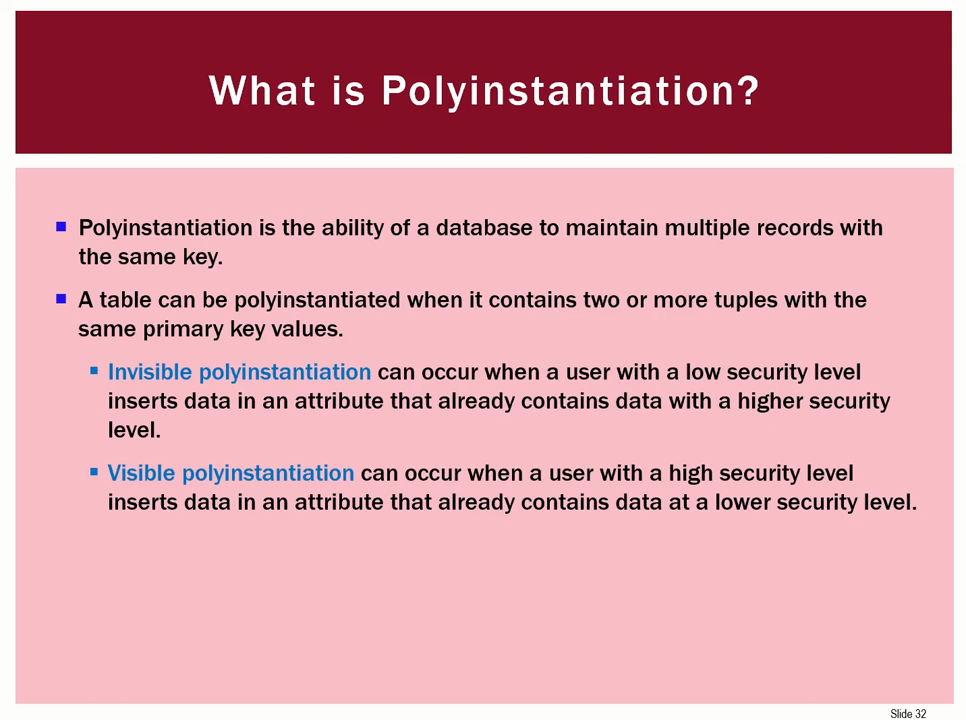 What is Polyinstantiation?
Polyinstantiation is the ability of a database to maintain multiple records with
the same key.
A table can be polyinstantiated when it contains two or more tuples with the
same primary key values.
Invisible polyinstantiation can occur when a user with a low security level
inserts data in an attribute that already contains data with a higher security
level.
Visible polyinstantiation can occur when a user with a high security level
inserts data in an attribute that already contains data at a lower security level.
Slide 32